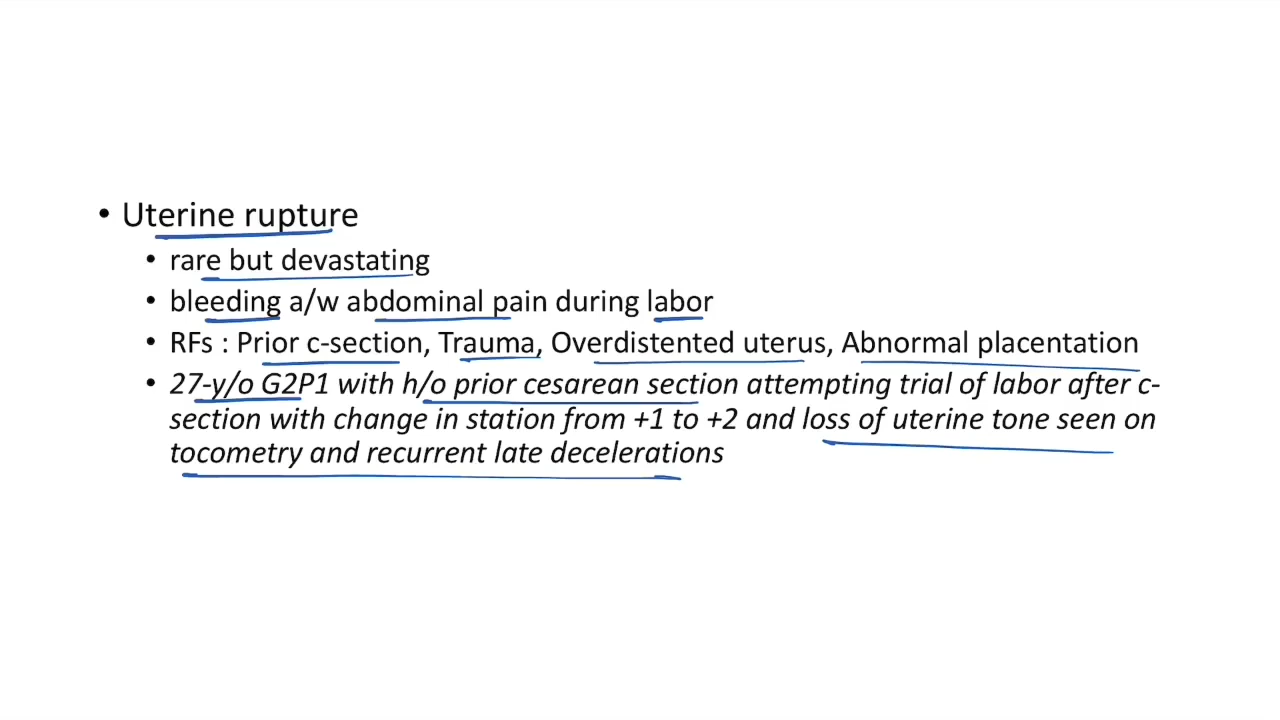 • Uterine rupture
• rare but devastating
• bleeding a/w abdominal pain during labor
• RFs : Prior c-section, Trauma, Overdistented uterus, Abnormal placentation
• 27-y/o G2P1 with h/o prior cesarean section attempting trial of labor after c-
section with change in station from +1 to +2 and loss of uterine tone seen on
tocometry and recurrent late decelerations